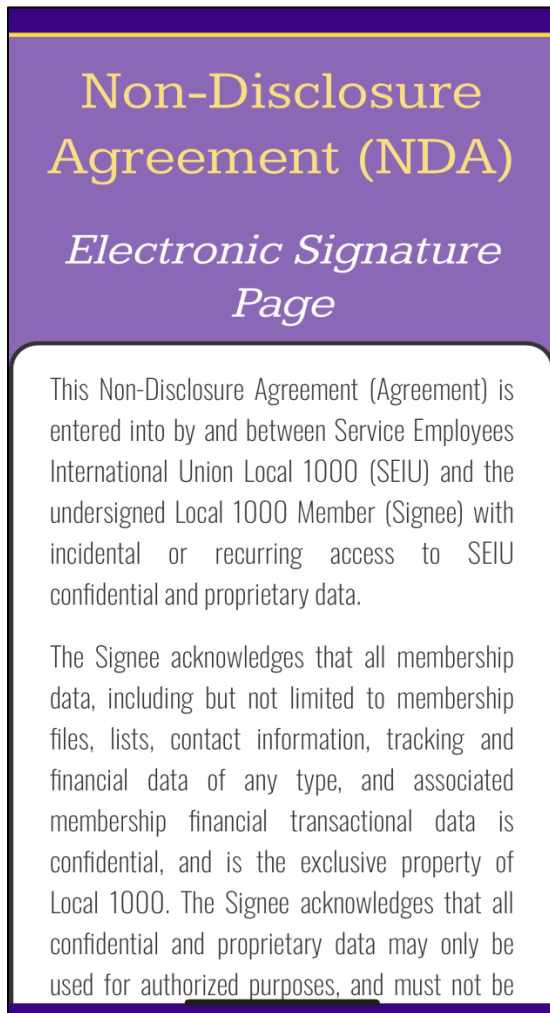 Non-Disclosure
Agreement (NDA)
Electronic Signature
Page
This Non-Disclosure Agreement (Agreement) is
entered into by and between Service Employees
International Union Local 1000 (SEIU) and the
undersigned Local 1000 Member (Signee) with
incidental or recurring access to SEIU
confidential and proprietary data.
The Signee acknowledges that all membership
data, including but not limited to membership
files, lists, contact information, tracking and
financial data of any type, and associated
membership financial transactional data is
confidential, and is the exclusive property of
Local 1000. The Signee acknowledges that all
confidential and proprietary data may only be
used for authorized purposes, and must not be